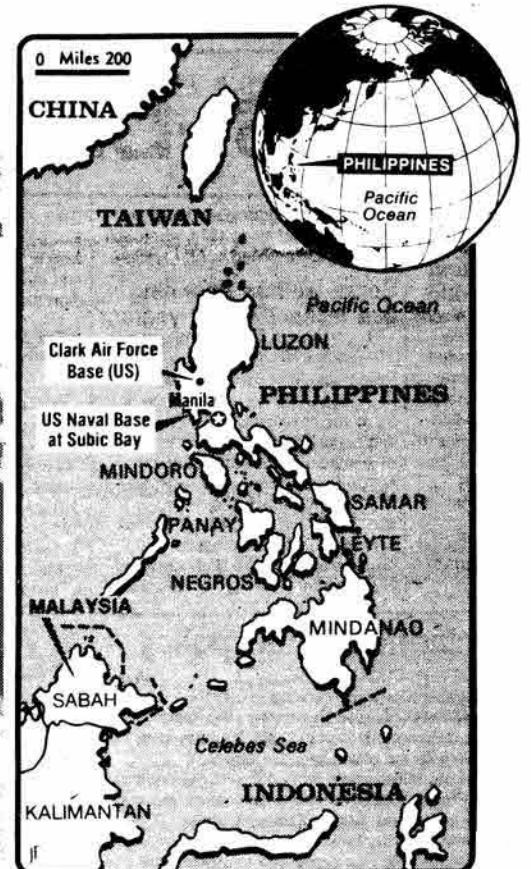 0 Miles 200
CHINA
PHILIPPINES
Pacific
Ocean
TAIWAN
Pacific Ocean
LUZON
Clark Air Force
Base (US)
Manila
PHILIPPINES
US Naval Base
at Subic Bay
MINDORO
SAMAR
PANAY
LEYTE
NEGROS
MALAYSIA
MINDANAO
SABAH
Celebes Sea
INDONESIA
KALIMANTAN
JF